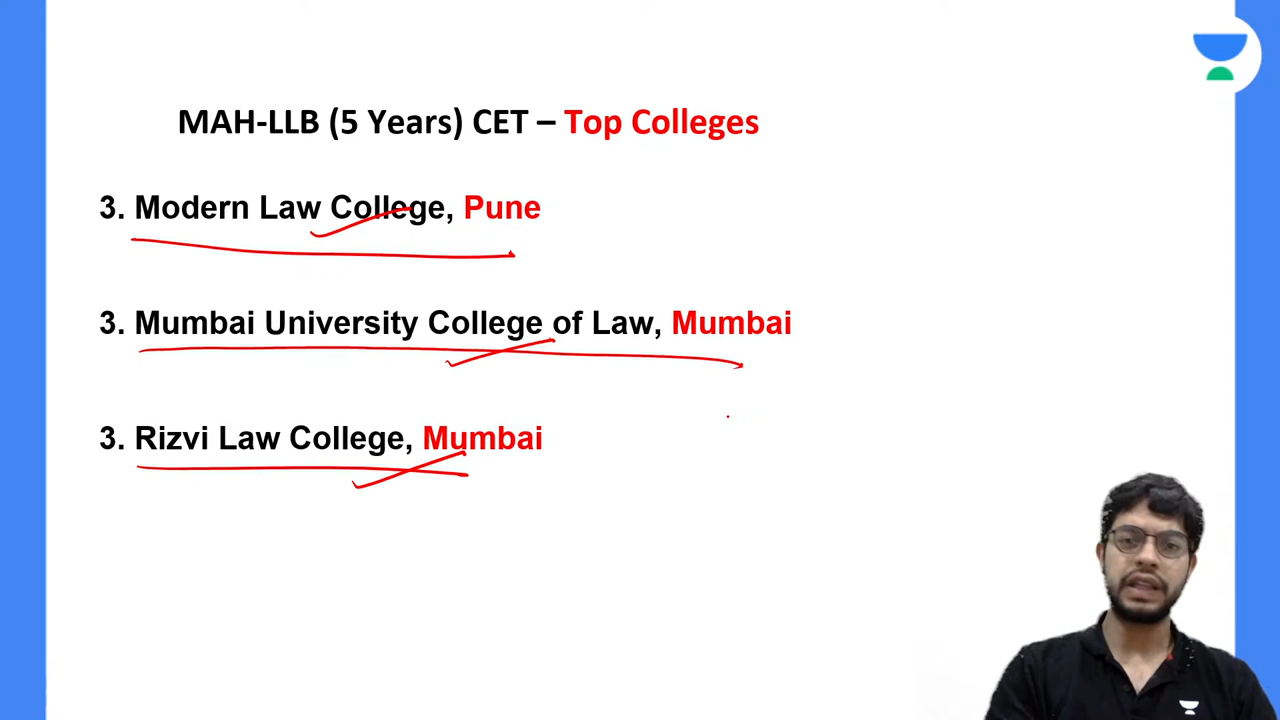 MAH-LLB (5 Years) CET – Top Colleges
3. Modern Law College, Pune
3. Mumbai University College of Law, Mumbai
3. Rizvi Law College, Mumbai